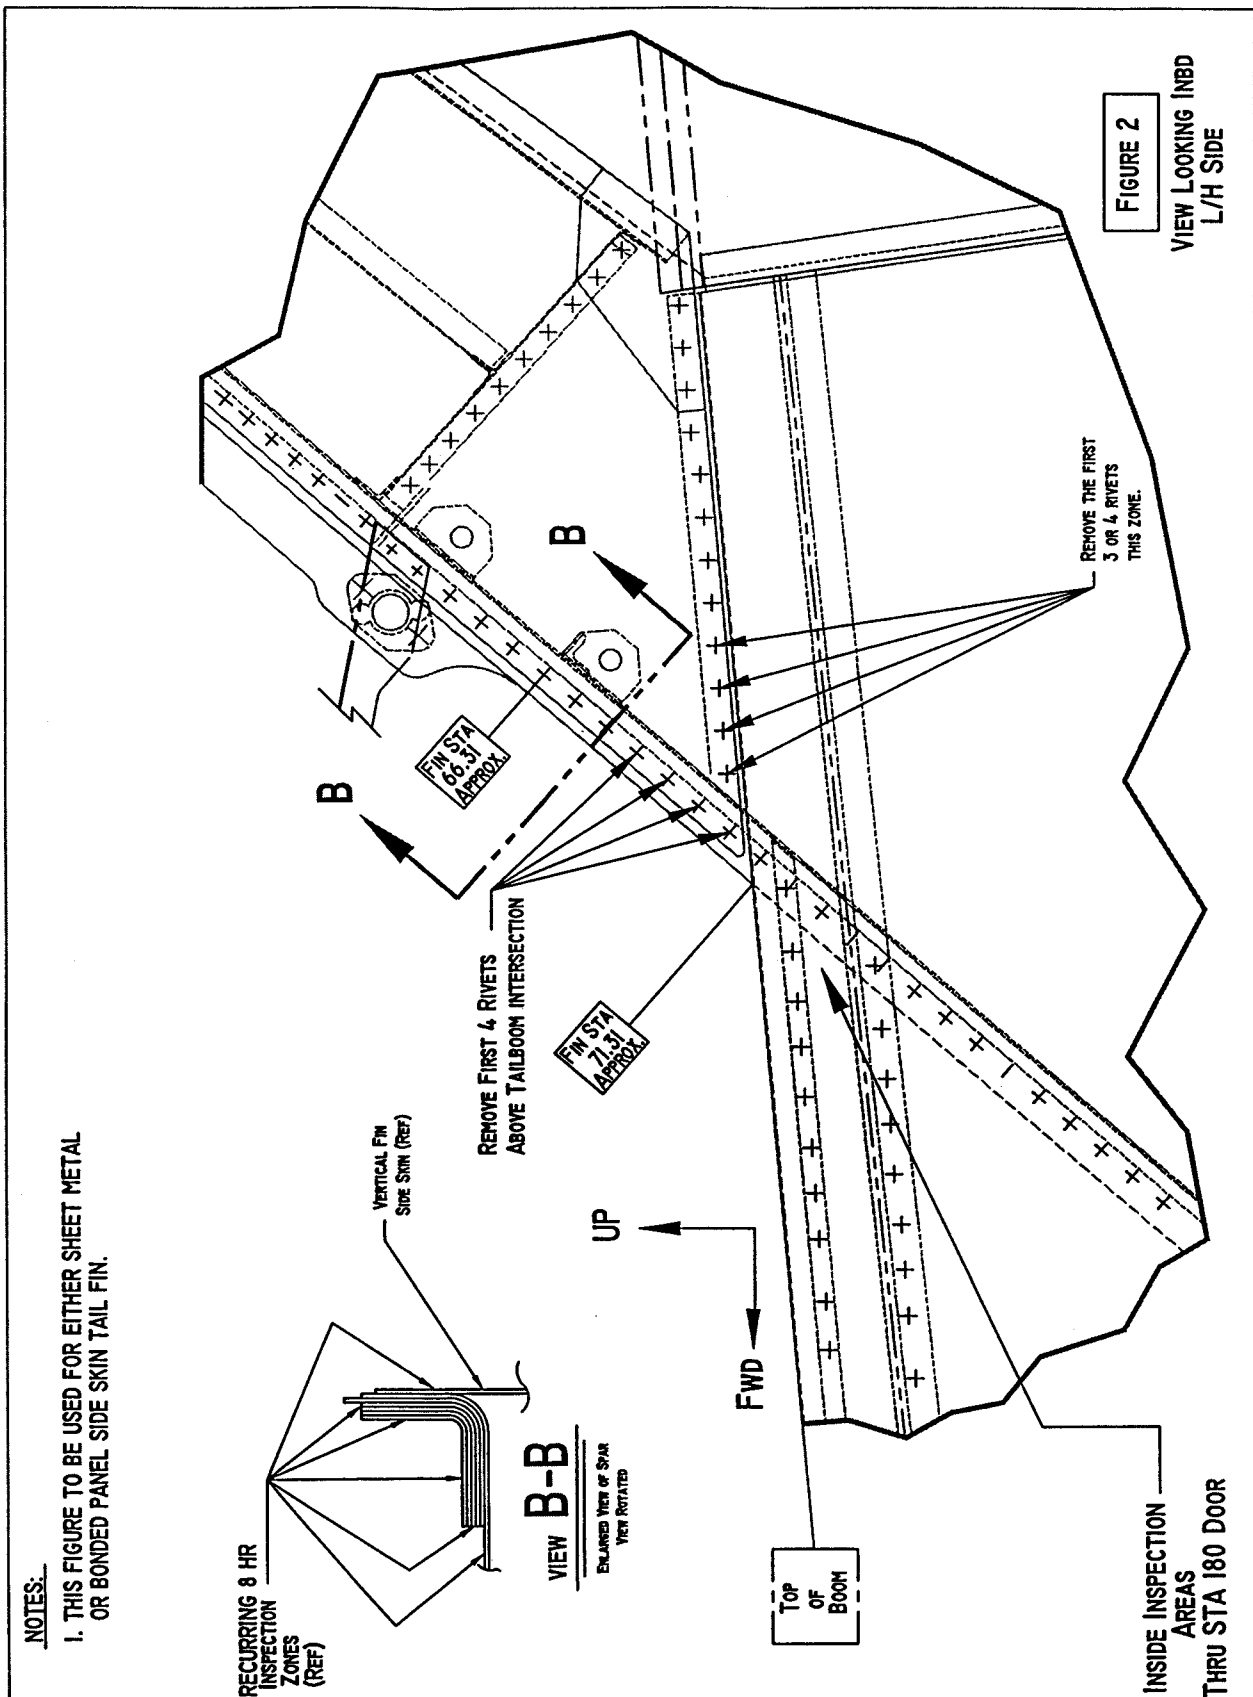 NOTES:
1. THIS FIGURE TO BE USED FOR EITHER SHEET METAL
OR BONDED PANEL SIDE SKIN TAIL FIN.
RECURRING 8 HR
INSPECTION
ZONES
(REF)
VERTICAL FIN
SIDE SKIN (REF)
VIEW B-B
ENLARGED VIEW OF SPAR
VIEW ROTATED
UP
FWD
TOP
OF
BOOM
INSIDE INSPECTION
AREAS
THRU STA 180 DOOR
REMOVE FIRST 4 RIVETS
ABOVE TAILBOOM INTERSECTION
FIN STA
71.31
APPROX.
FIN STA
66.31
APPROX.
B
B
REMOVE THE FIRST
3 OR 4 RIVETS
THIS ZONE.
FIGURE 2
VIEW LOOKING INBD
L/H SIDE